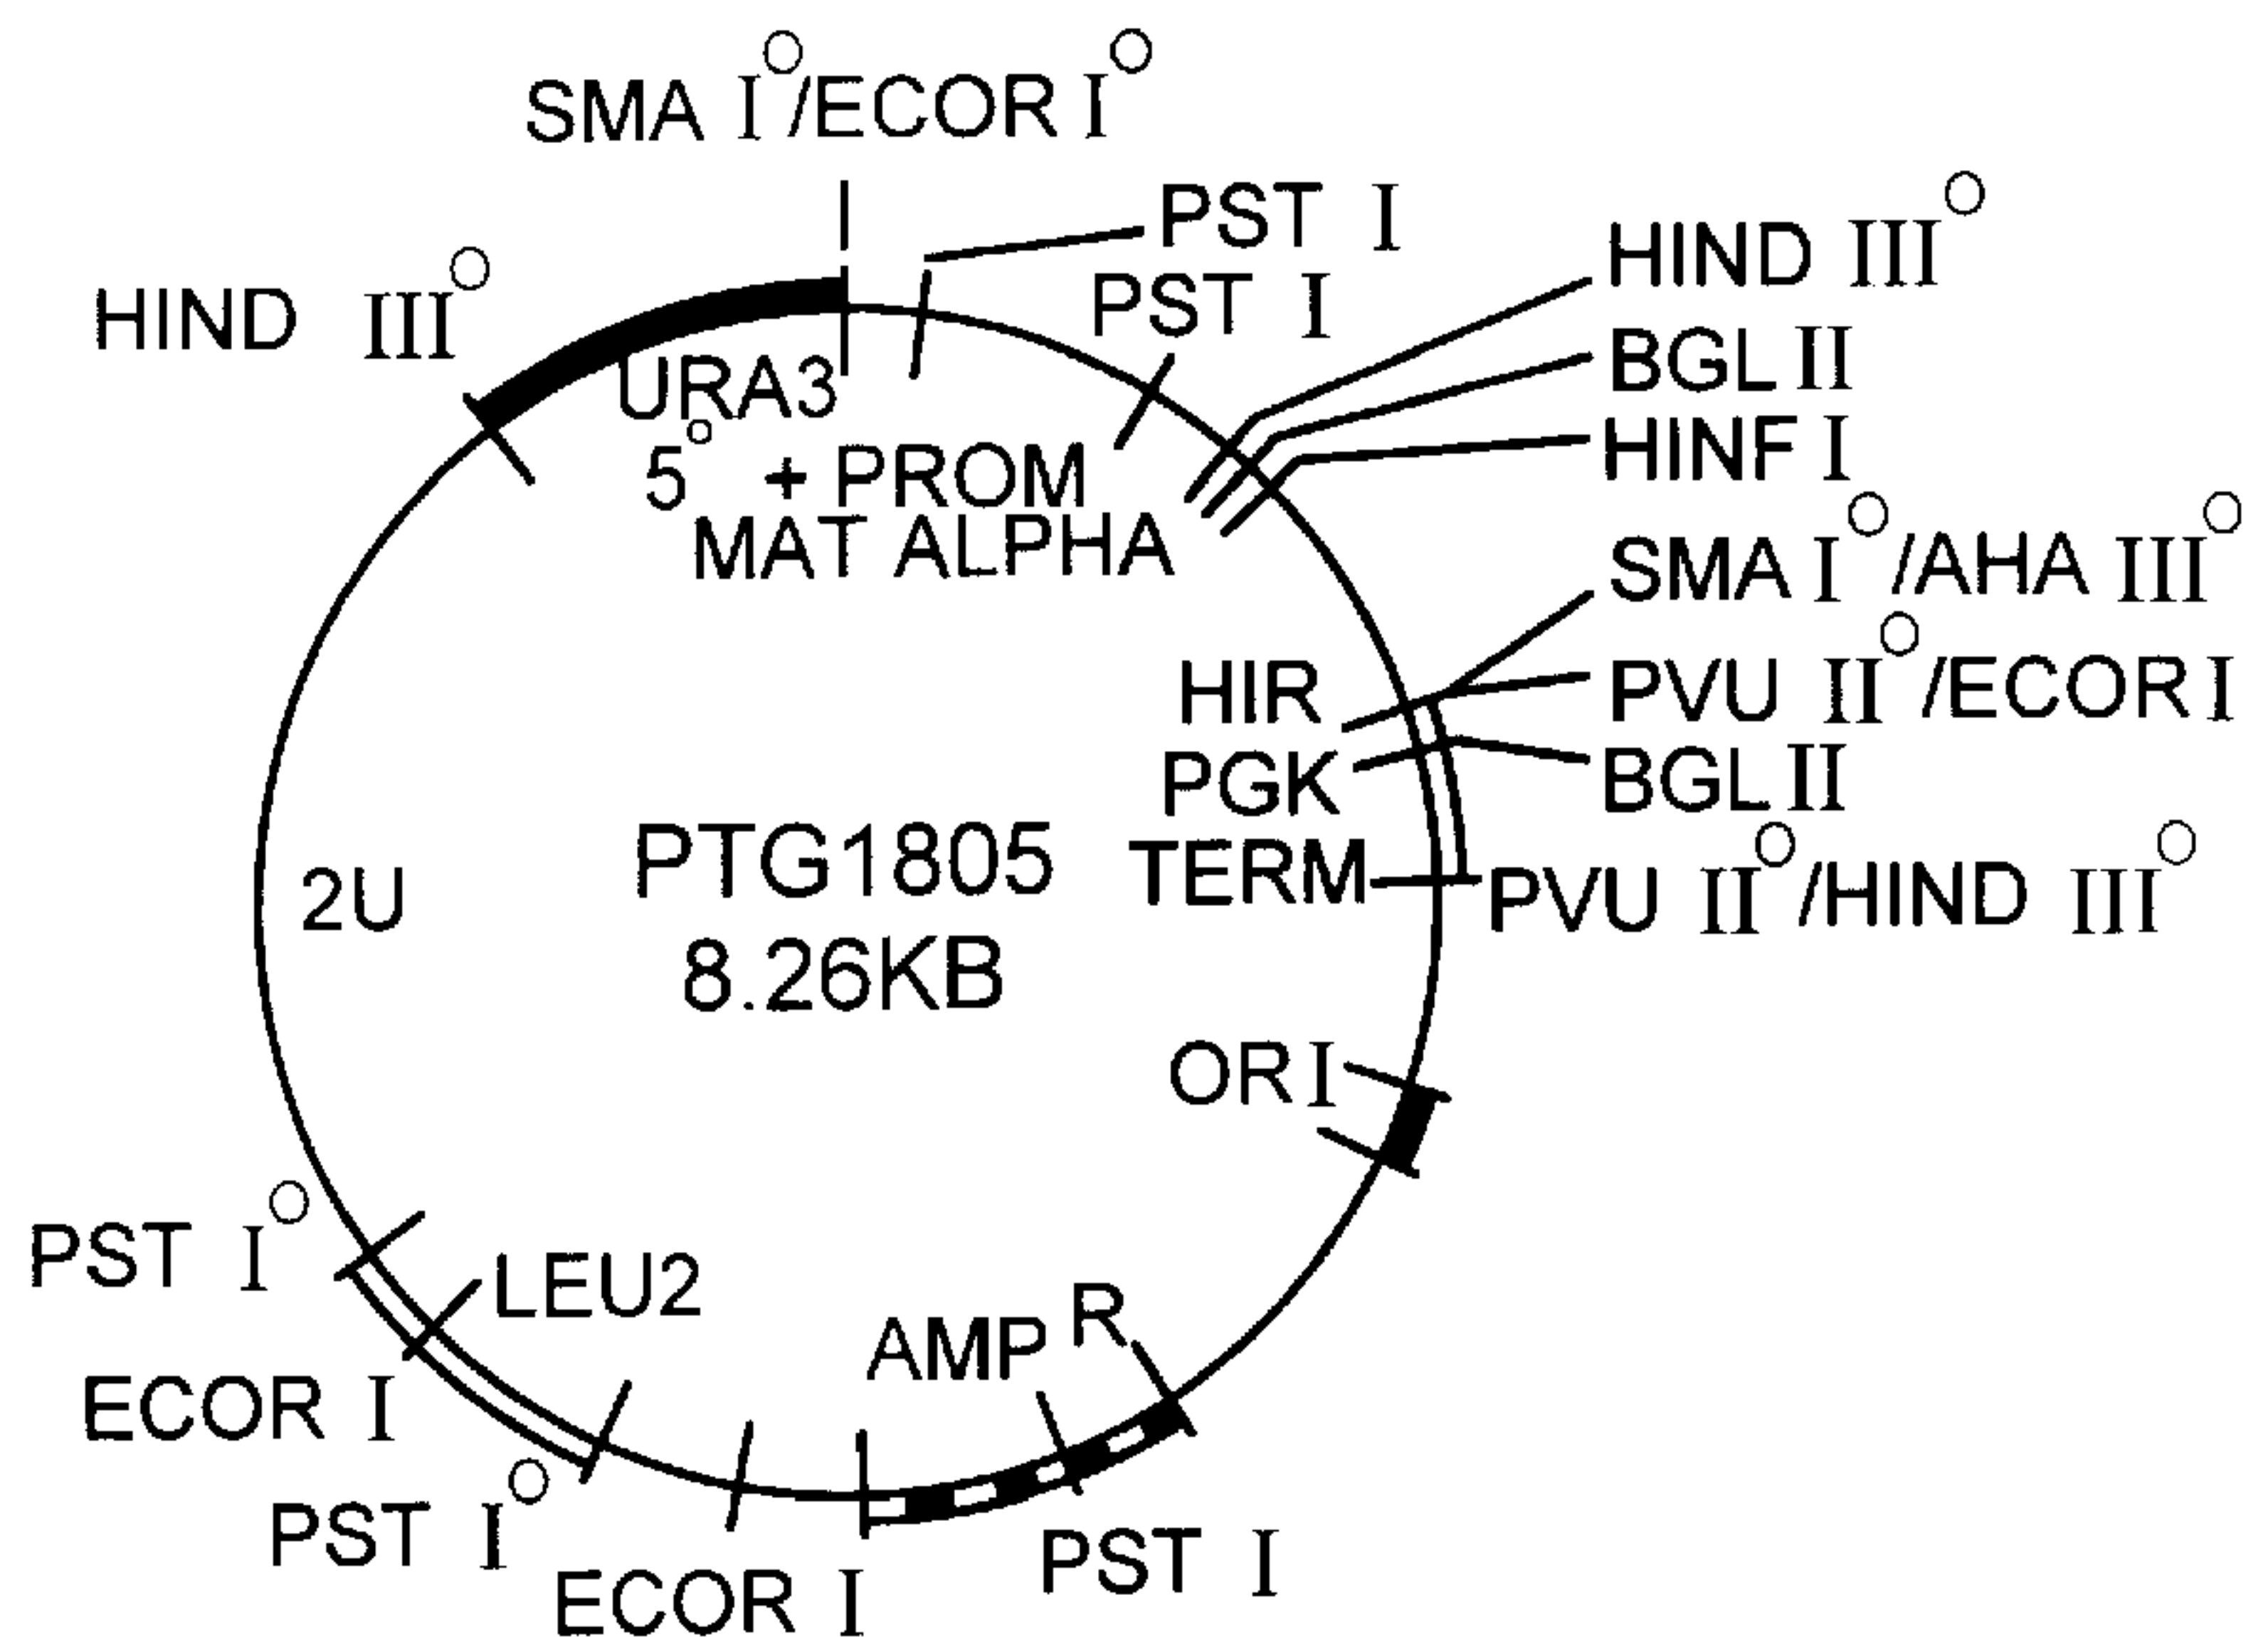 SMA I°/ECOR I°
PST I
PST I
HIND III°
HIND III°
BGL II
HINF I
URA3
5° + PROM
MAT ALPHA
SMA I°/AHA III°
HIR
PVU II°/ECOR I
PGK
BGL II
TERM
PVU II°/HIND III°
PTG1805
8.26KB
2U
ORI
PST I°
LEU2
AMP R
ECOR I
PST I°
ECOR I
PST I